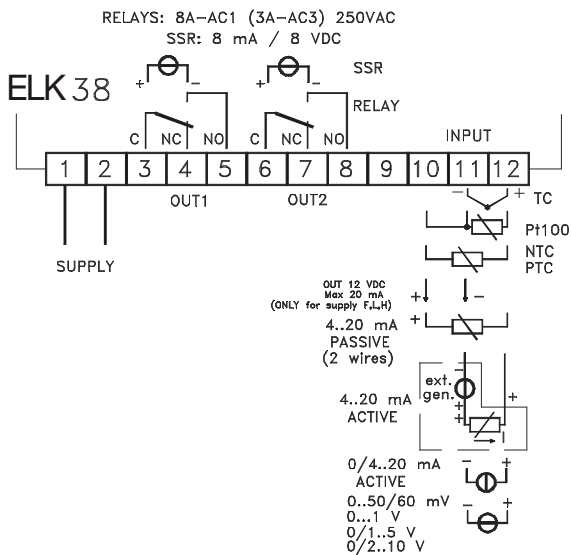 RELAYS: 8A-AC1 (3A-AC3) 250VAC
SSR: 8 mA / 8 VDC
+ - + - SSR
ELK 38
RELAY
C NC NO C NC NO INPUT
1 2 3 4 5 6 7 8 9 10 11 12
OUT1 OUT2 - + TC
Pt100
SUPPLY
NTC
PTC
OUT 12 VDC
Max 20 mA
(ONLY for supply F,L,H)
+ -
+
4..20 mA
PASSIVE
(2 wires)
-
ext.
gen.
+
+
+
4..20 mA
ACTIVE
I
0/4..20 mA
ACTIVE
- +
0..50/60 mV
0...1 V
0/1..5 V
0/2..10 V
- +